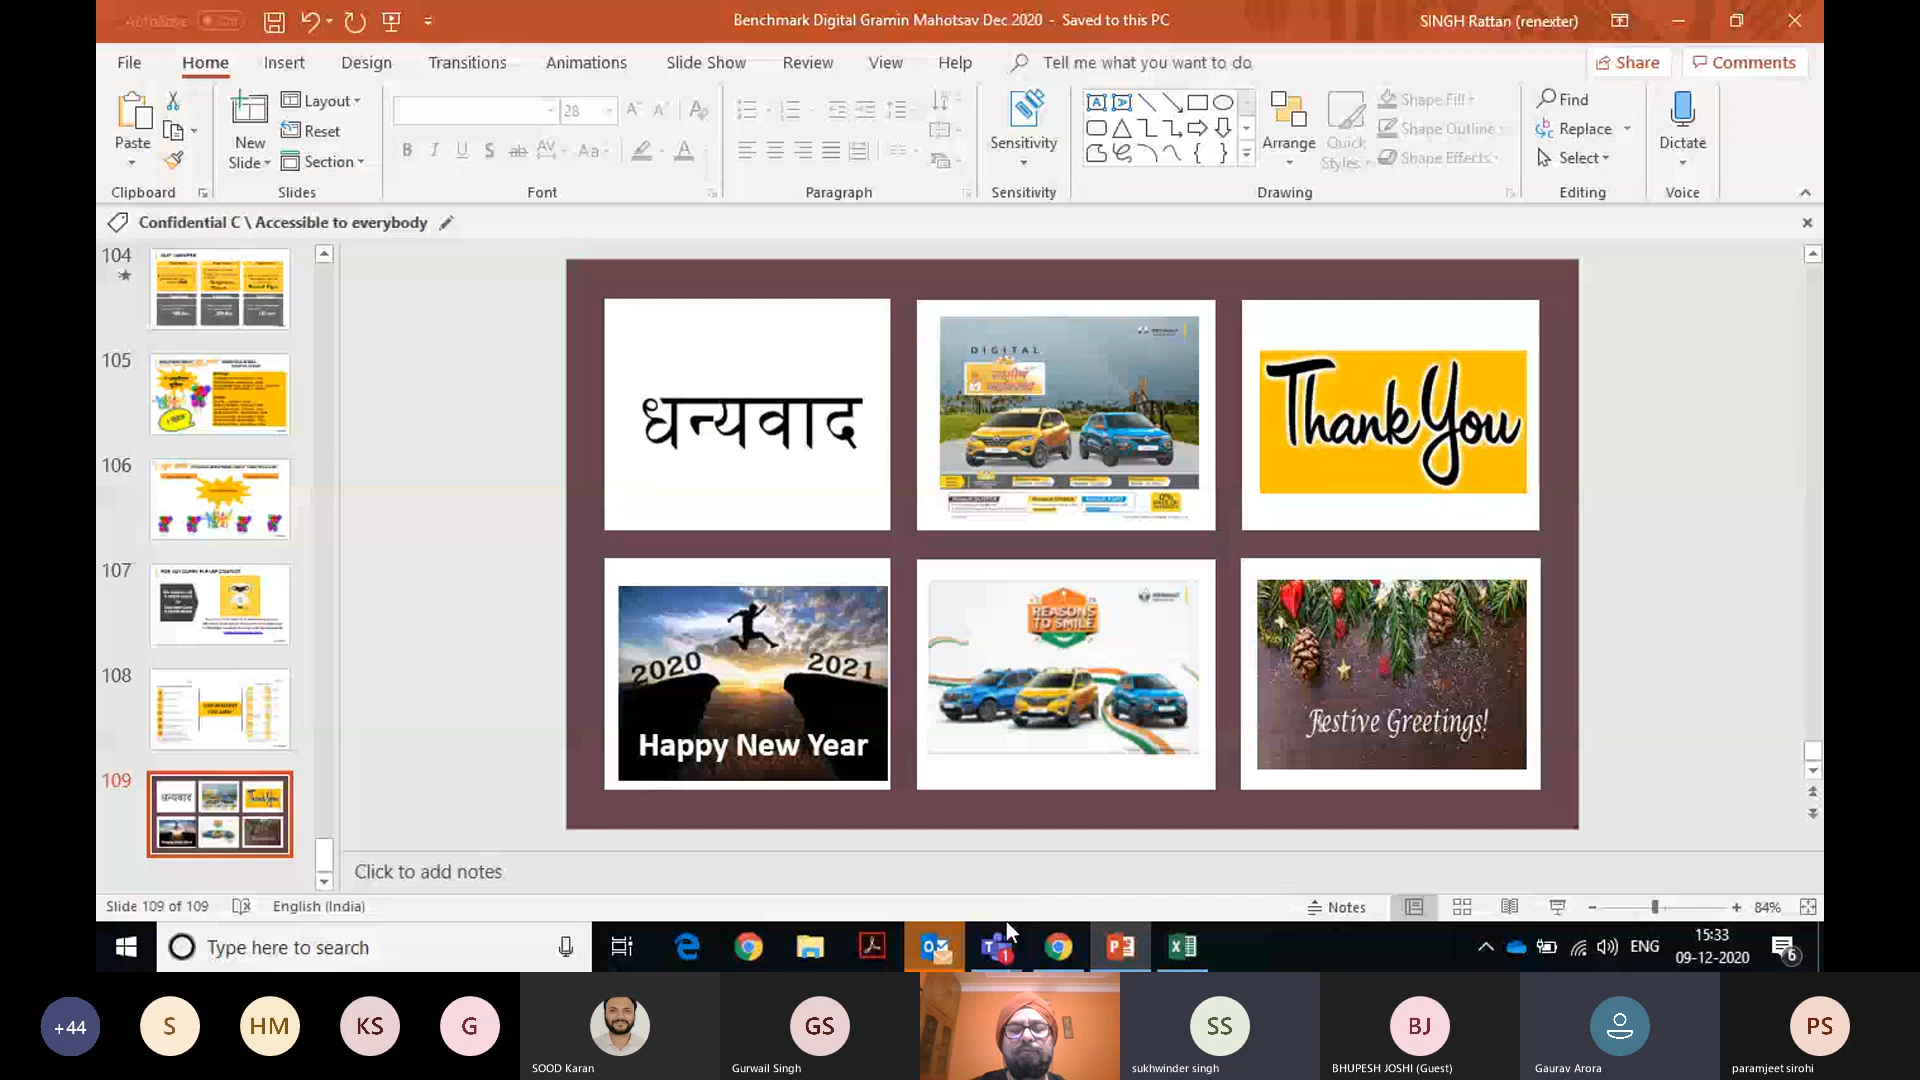 AutoSave Off
Benchmark Digital Gramin Mahotsav Dec 2020 - Saved to this PC
SINGH Rattan (renexter)
File Home Insert Design Transitions Animations Slide Show Review View Help Tell me what you want to do
Share Comments
Paste
Clipboard
New Slide
Layout
Reset
Section
Slides
28
Font
Paragraph
Sensitivity
Sensitivity
Arrange
Quick Styles
Shape Fill
Shape Outline
Shape Effects
Drawing
Find
Replace
Select
Editing
Dictate
Voice
Confidential C \ Accessible to everybody
104
105
106
107
108
109
धन्यवाद
DIGITAL
Thank You
2020 2021
Happy New Year
REASONS
TO SMILE
Festive Greetings!
Click to add notes
Slide 109 of 109
English (India)
Notes
84%
Type here to search
1
ENG
15:33
09-12-2020
6
+44
S
HM
KS
G
SOOD Karan
GS
Gurwail Singh
SS
sukhwinder singh
BJ
BHUPESH JOSHI (Guest)
Gaurav Arora
PS
paramjeet sirohi